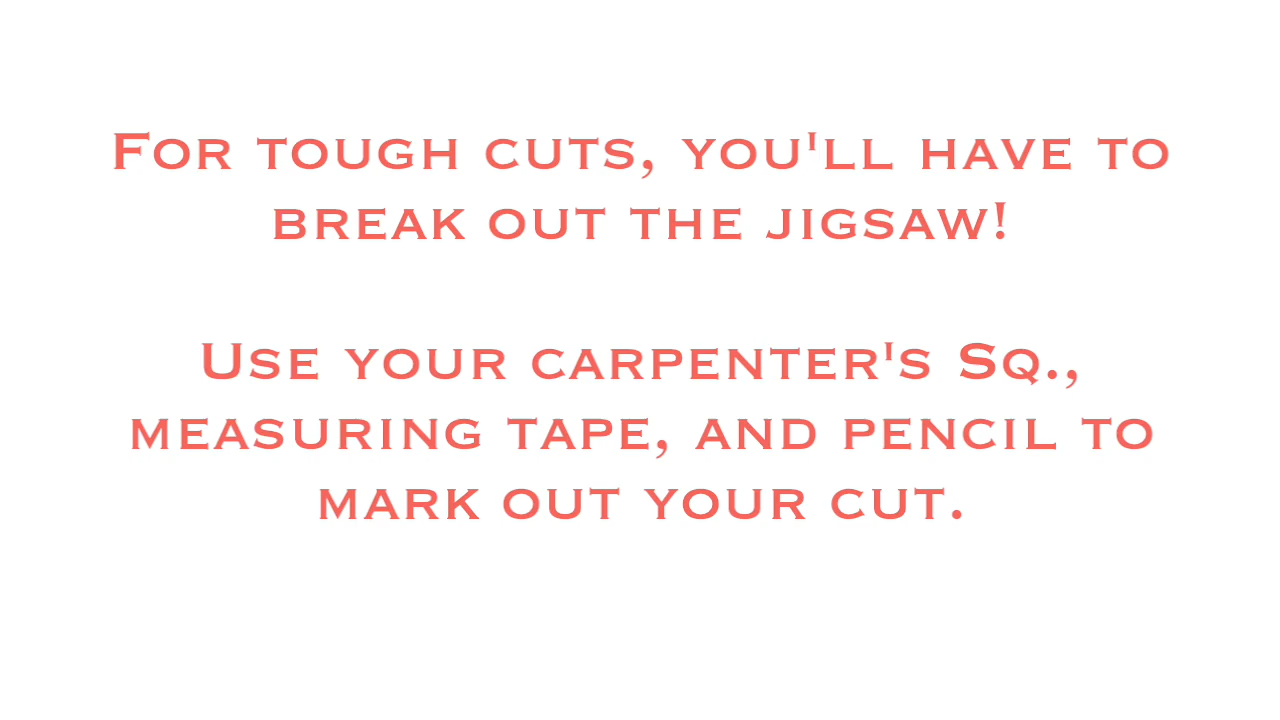 For tough cuts, you'll have to
break out the jigsaw!
Use your carpenter's Sq.,
measuring tape, and pencil to
mark out your cut.